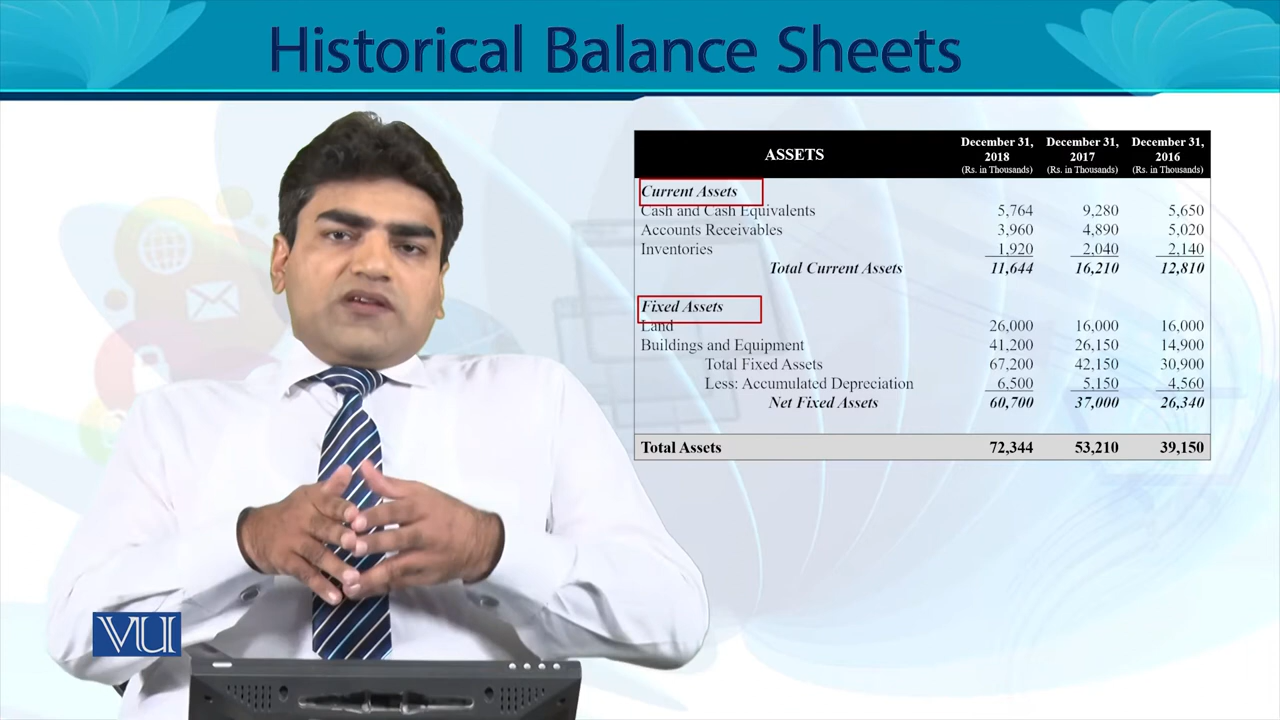 Historical Balance Sheets
ASSETS December 31, 2018 (Rs. in Thousands) December 31, 2017 (Rs. in Thousands) December 31, 2016 (Rs. in Thousands)
Current Assets
Cash and Cash Equivalents 5,764 9,280 5,650
Accounts Receivables 3,960 4,890 5,020
Inventories 1,920 2,040 2,140
Total Current Assets 11,644 16,210 12,810
Fixed Assets
Land 26,000 16,000 16,000
Buildings and Equipment 41,200 26,150 14,900
Total Fixed Assets 67,200 42,150 30,900
Less: Accumulated Depreciation 6,500 5,150 4,560
Net Fixed Assets 60,700 37,000 26,340
Total Assets 72,344 53,210 39,150
VU